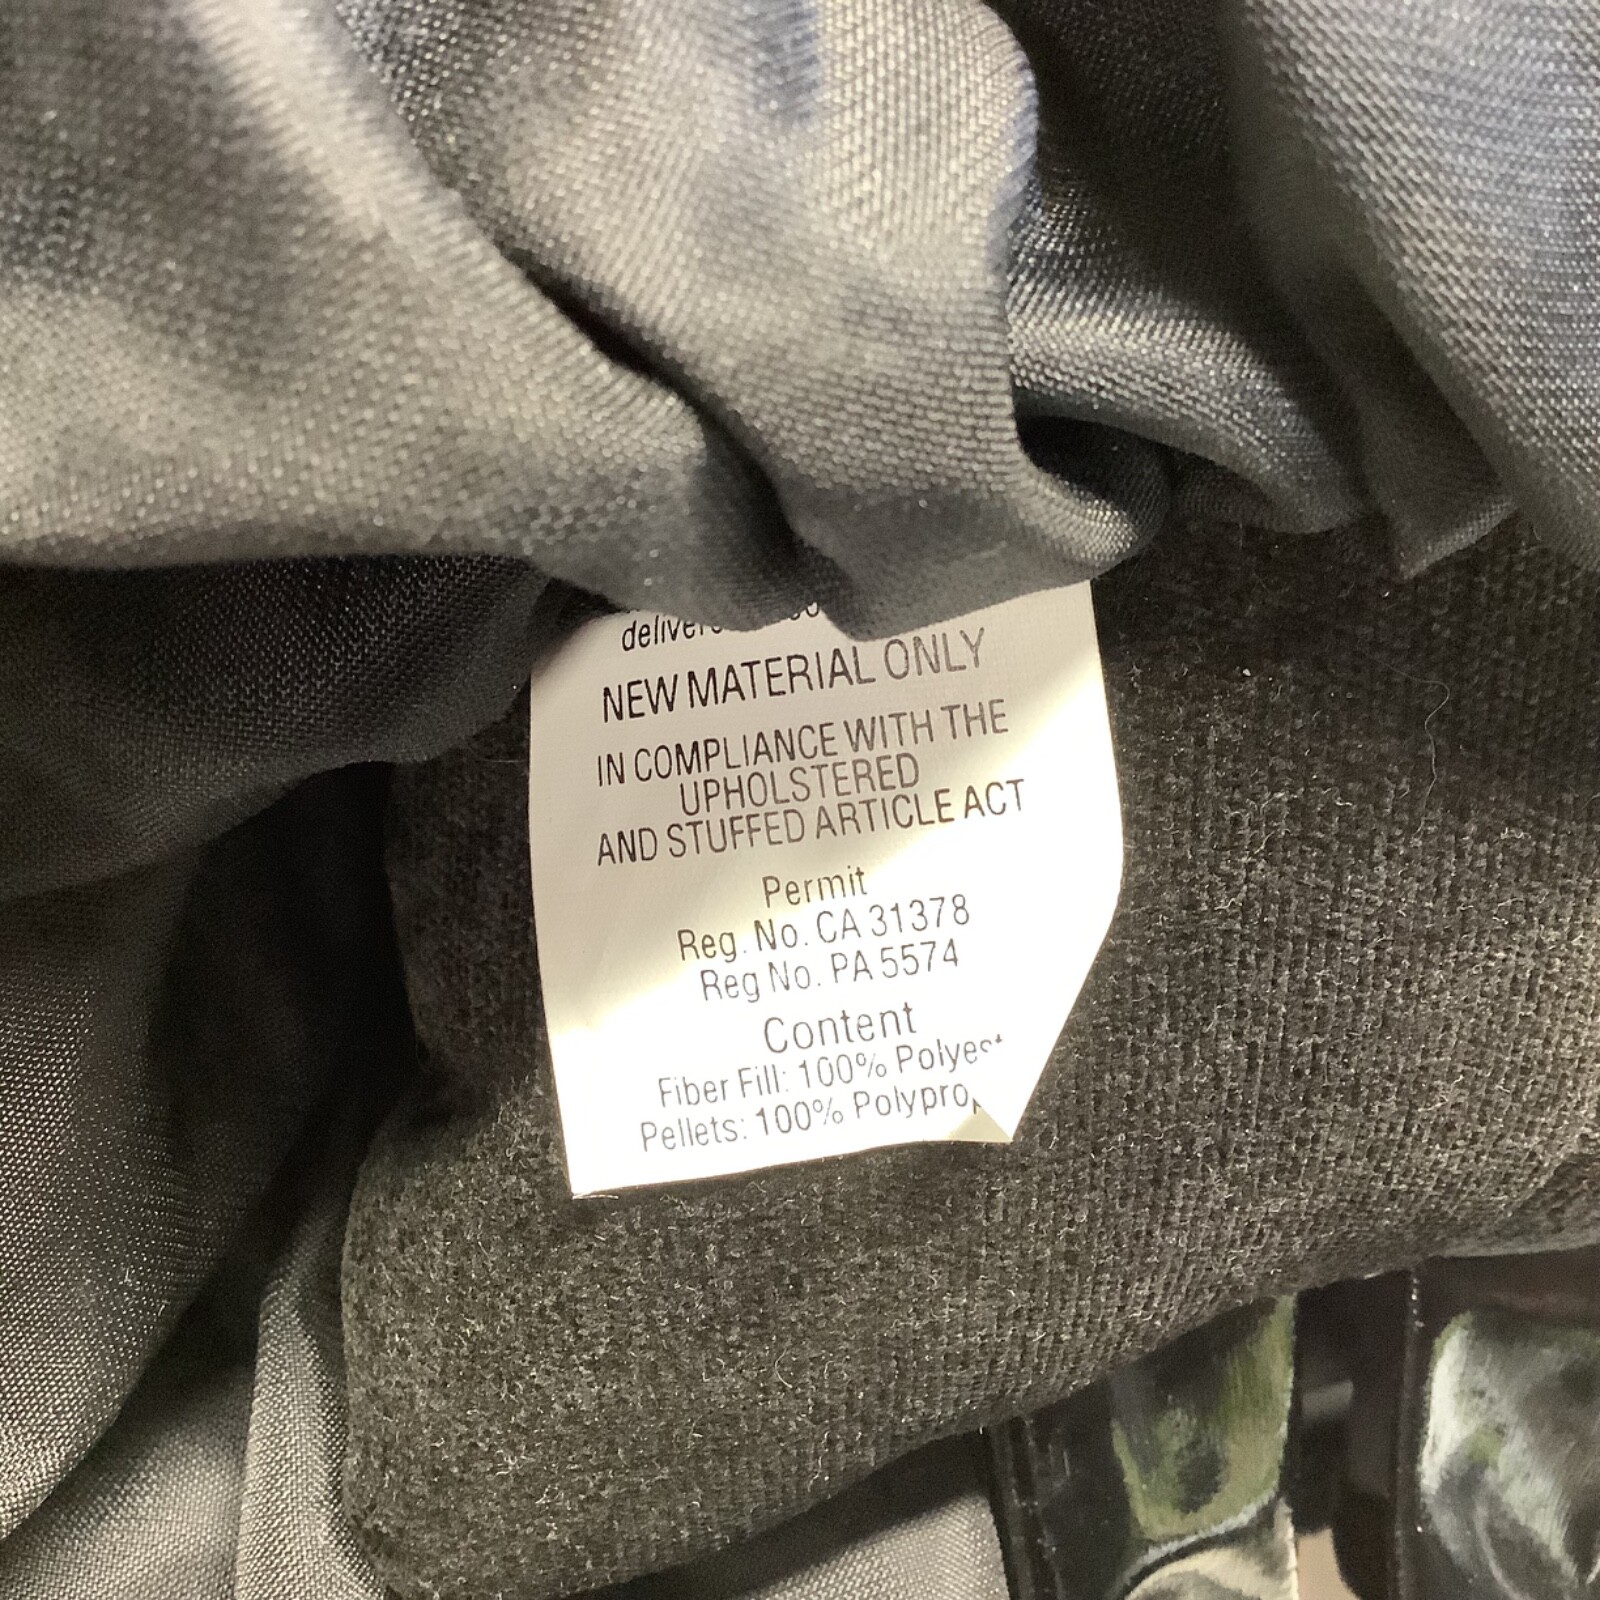 NEW MATERIAL ONLY
IN COMPLIANCE WITH THE
UPHOLSTERED
AND STUFFED ARTICLE ACT
Permit
Reg. No. CA 31378
Reg No. PA 5574
Content
Fiber Fill: 100%
Pellets: 100%